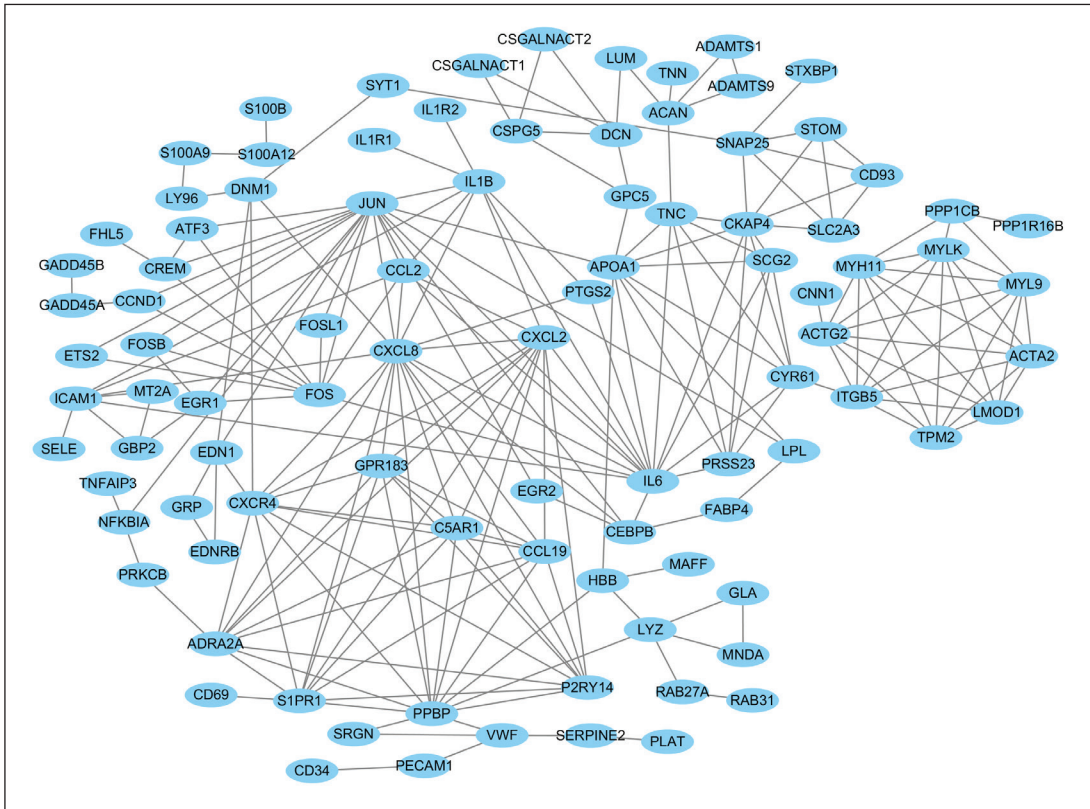 CSGALNACT2
CSGALNACT1
LUM
ADAMTS1
TNN
STXBP1
SYT1
ADAMTS9
S100B
IL1R2
ACAN
IL1R1
CSPG5
DCN
SNAP25
STOM
S100A9
S100A12
CD93
LY96
DNM1
IL1B
JUN
GPC5
TNC
CKAP4
SLC2A3
PPP1CB
PPP1R16B
FHL5
ATF3
MYLK
GADD45B
CREM
CCL2
APOA1
SCG2
MYH11
MYL9
GADD45A
CCND1
PTGS2
CNN1
FOSL1
CXCL2
ACTG2
ETS2
FOSB
CXCL8
ACTA2
ICAM1
MT2A
EGR1
FOS
CYR61
ITGB5
LMOD1
SELE
GBP2
TPM2
EDN1
GPR183
LPL
TNFAIP3
IL6
PRSS23
EGR2
GRP
CXCR4
FABP4
NFKBIA
C5AR1
CEBPB
EDNRB
CCL19
PRKCB
HBB
MAFF
GLA
LYZ
ADRA2A
MNDA
CD69
S1PR1
P2RY14
RAB27A
RAB31
PPBP
SRGN
VWF
SERPINE2
PLAT
CD34
PECAM1